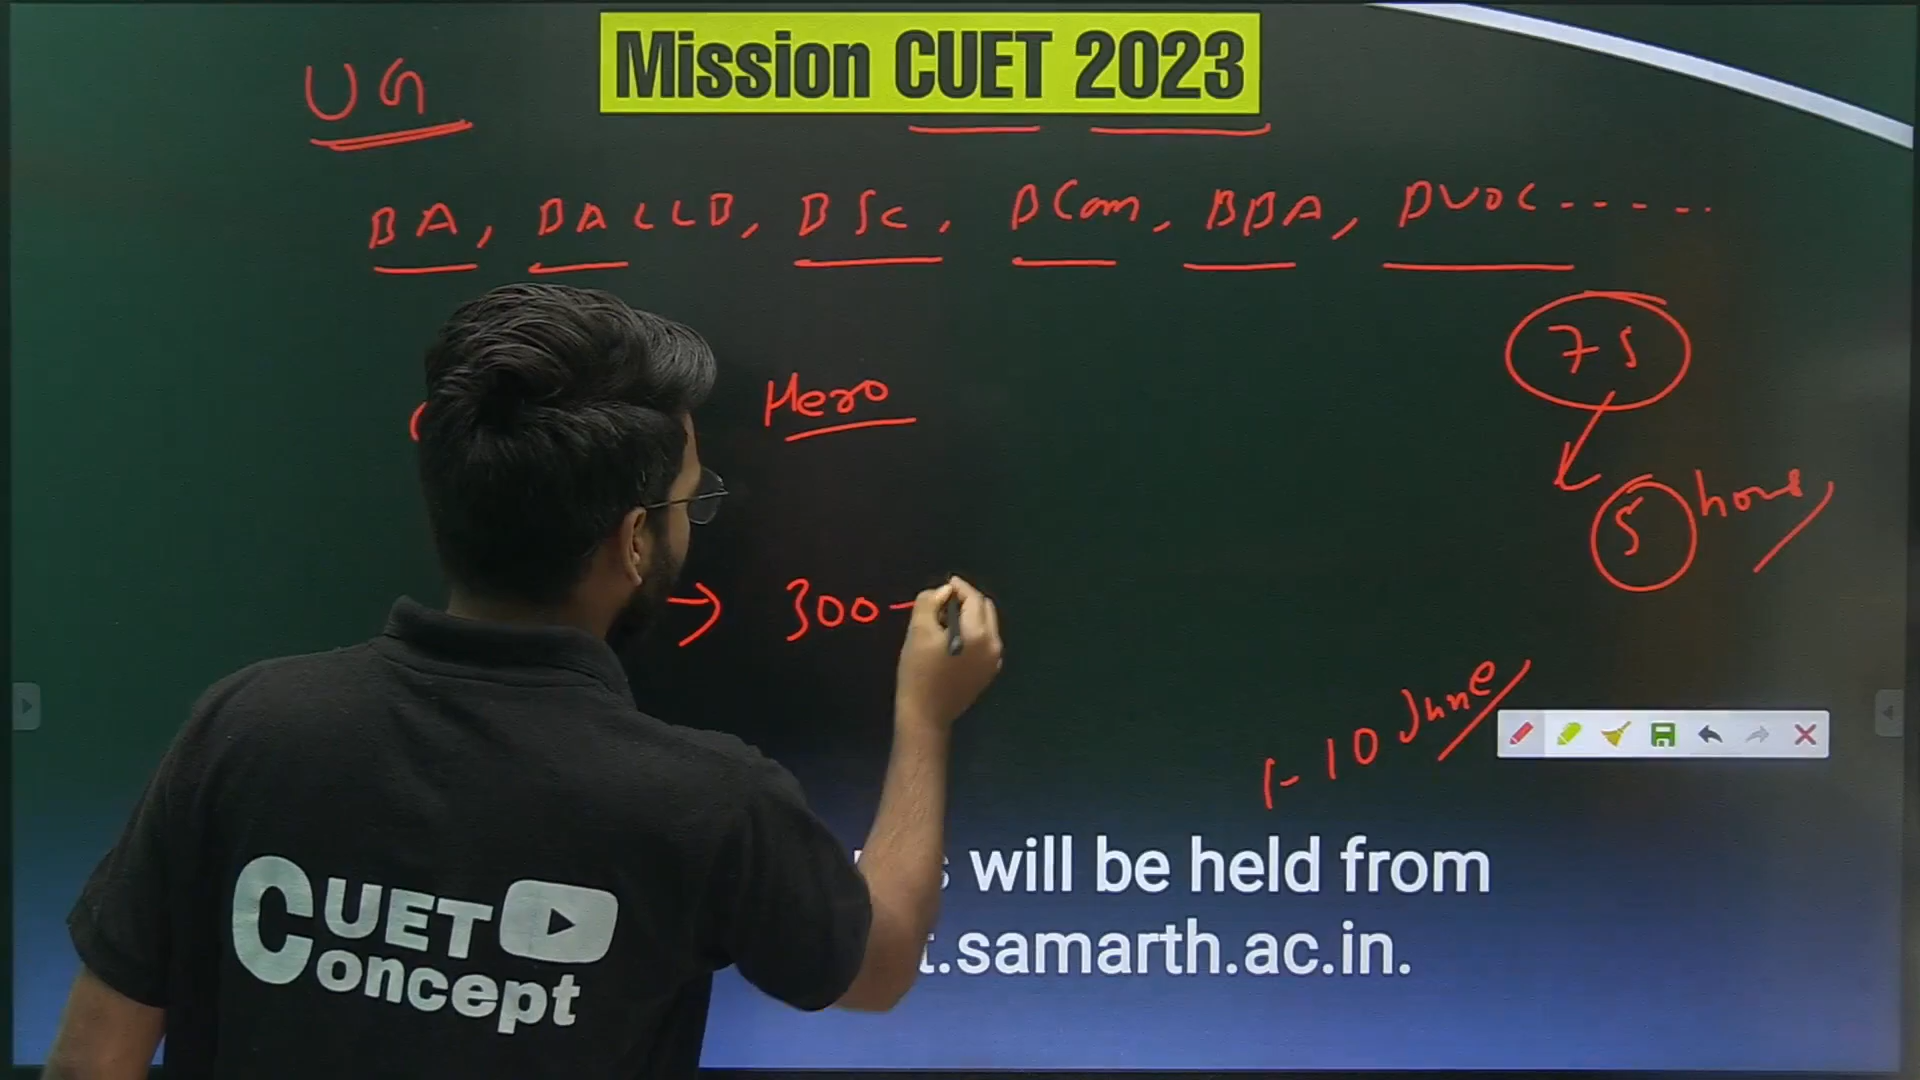 Mission CUET 2023
UG
BA, BALLB, BSc, BCom, BBA, BVOC......
75
Hero
5 hours
300-
1-10 June
will be held from
t.samarth.ac.in.
CUET
Concept